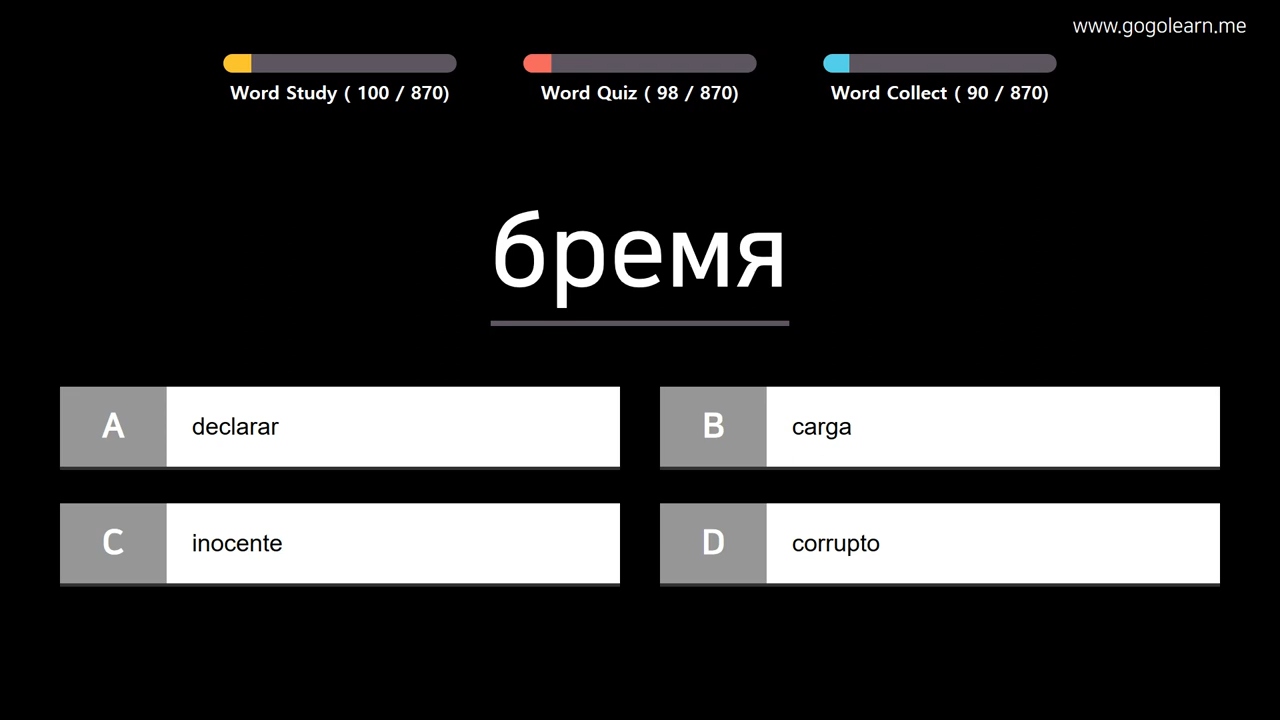 www.gogolearn.me
Word Study ( 100 / 870)
Word Quiz ( 98 / 870)
Word Collect ( 90 / 870)
бремя
A declarar
B carga
C inocente
D corrupto